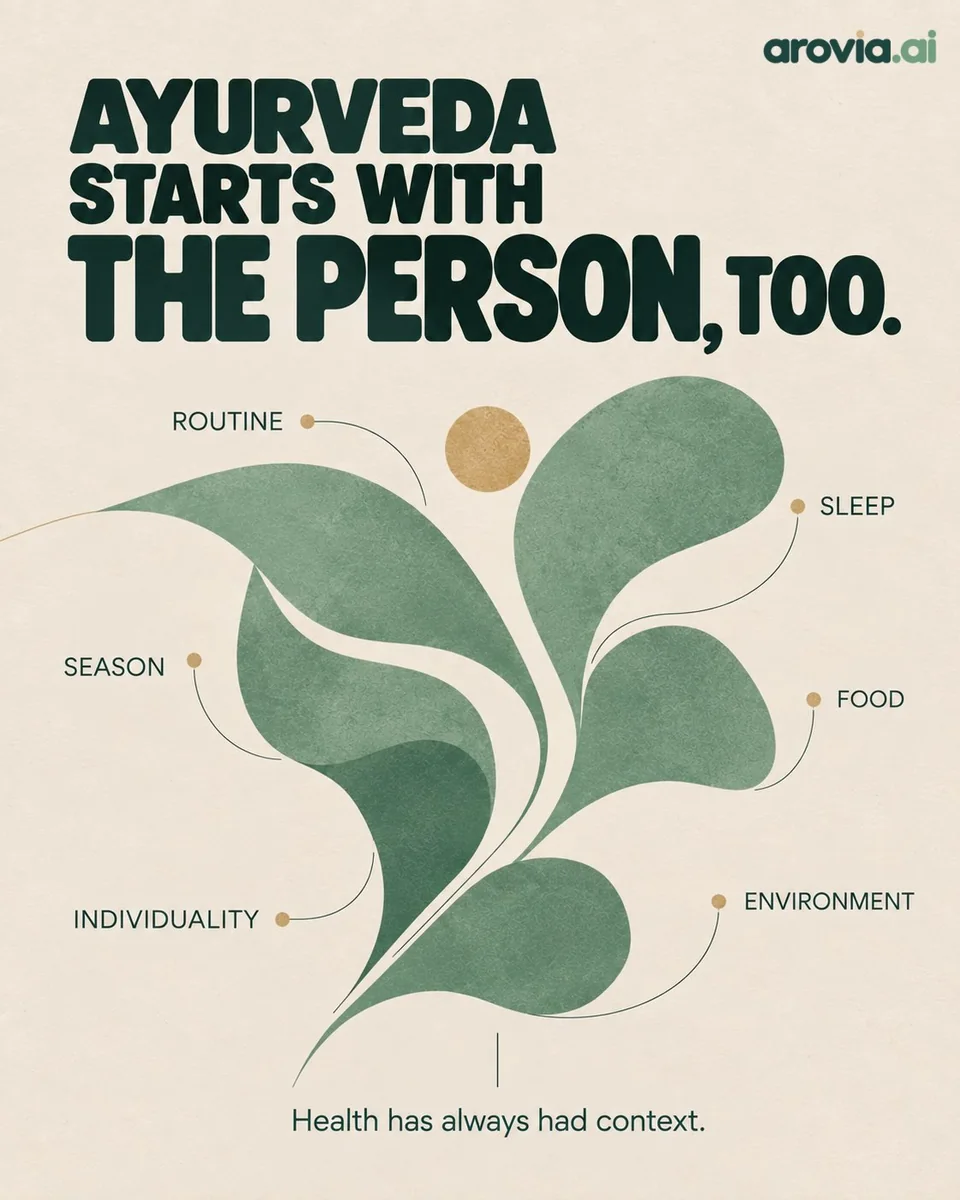 arovia.ai
AYURVEDA
STARTS WITH
THE PERSON, TOO.
ROUTINE
SLEEP
SEASON
FOOD
INDIVIDUALITY
ENVIRONMENT
Health has always had context.